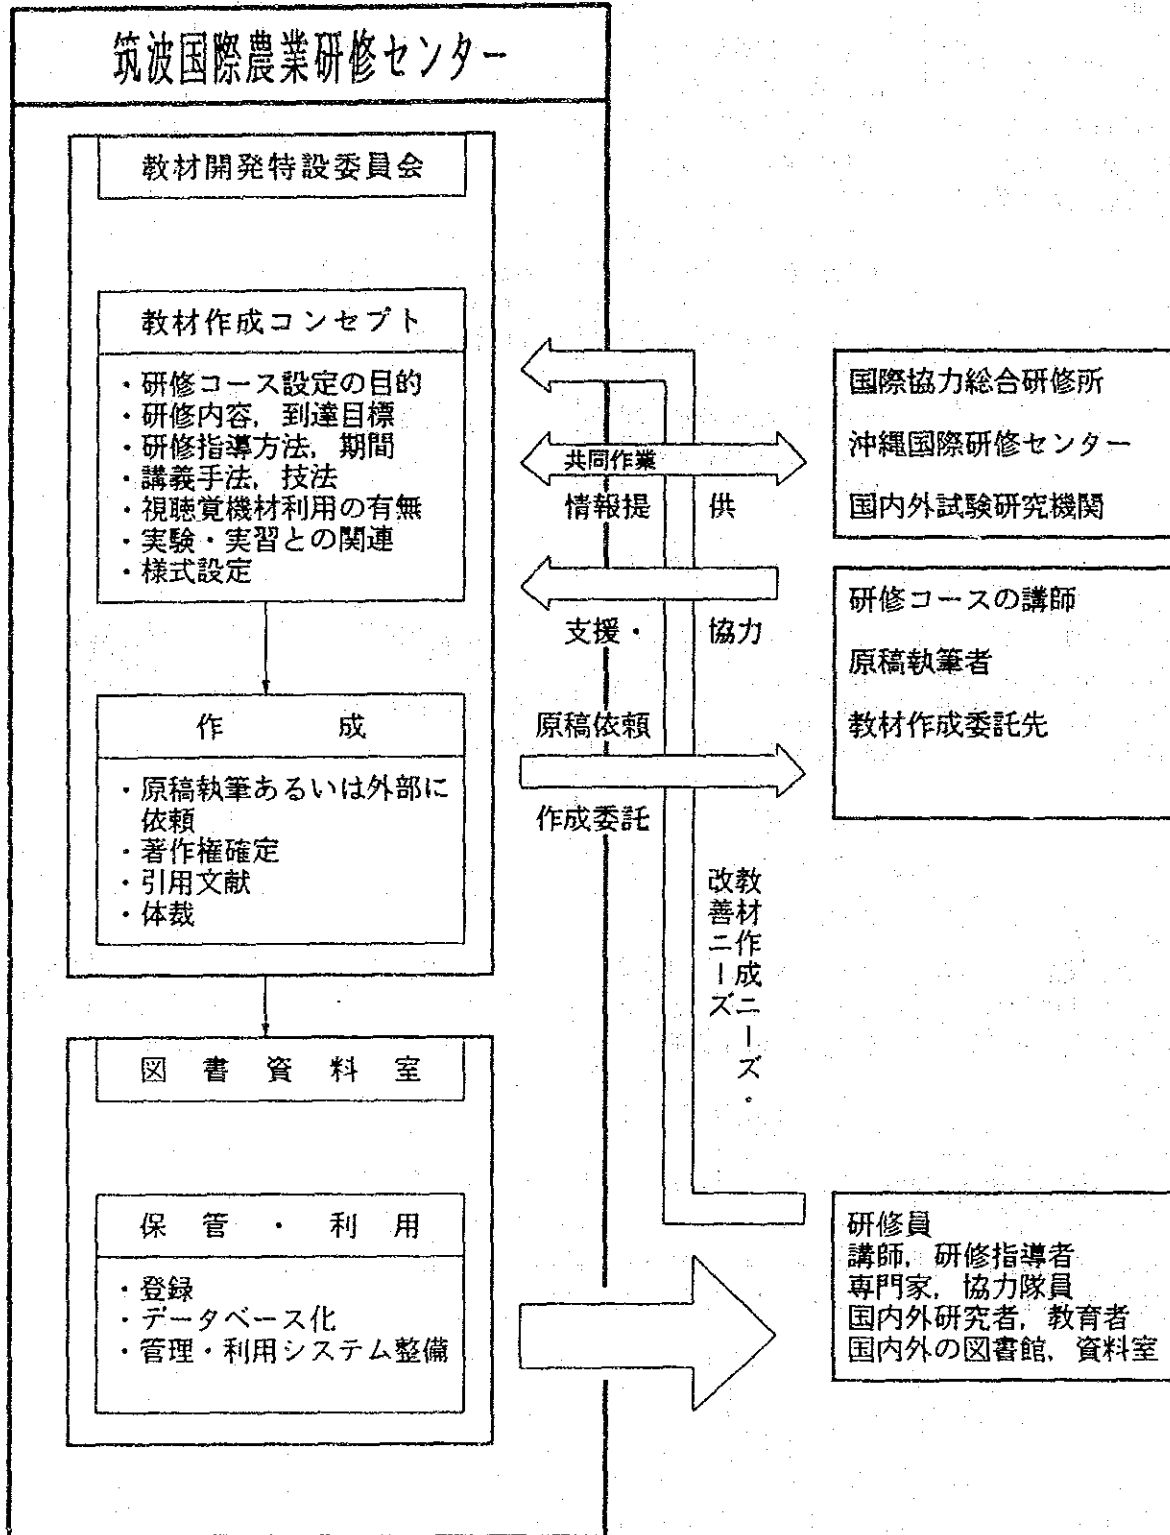 筑波国際農業研修センター
教材開発特設委員会
教材作成コンセプト
・研修コース設定の目的
・研修内容，到達目標
・研修指導方法，期間
・講義手法，技法
・視聴覚機材利用の有無
・実験・実習との関連
・様式設定
作成
・原稿執筆あるいは外部に
依頼
・著作権確定
・引用文献
・体裁
図書資料室
保管・利用
・登録
・データベース化
・管理・利用システム整備
共同作業
情報提供
支援・協力
原稿依頼
作成委託
教材作成ニーズ・
改善ニーズ
国際協力総合研修所
沖縄国際研修センター
国内外試験研究機関
研修コースの講師
原稿執筆者
教材作成委託先
研修員
講師，研修指導者
専門家，協力隊員
国内外研究者，教育者
国内外の図書館，資料室